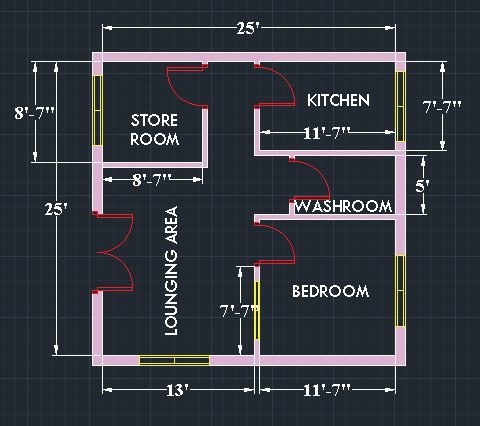 25'
8'-7"
STORE
ROOM
KITCHEN
7'-7"
11'-7"
8'-7"
25'
WASHROOM
5'
LOUNGING AREA
BEDROOM
7'-7"
13'
11'-7"